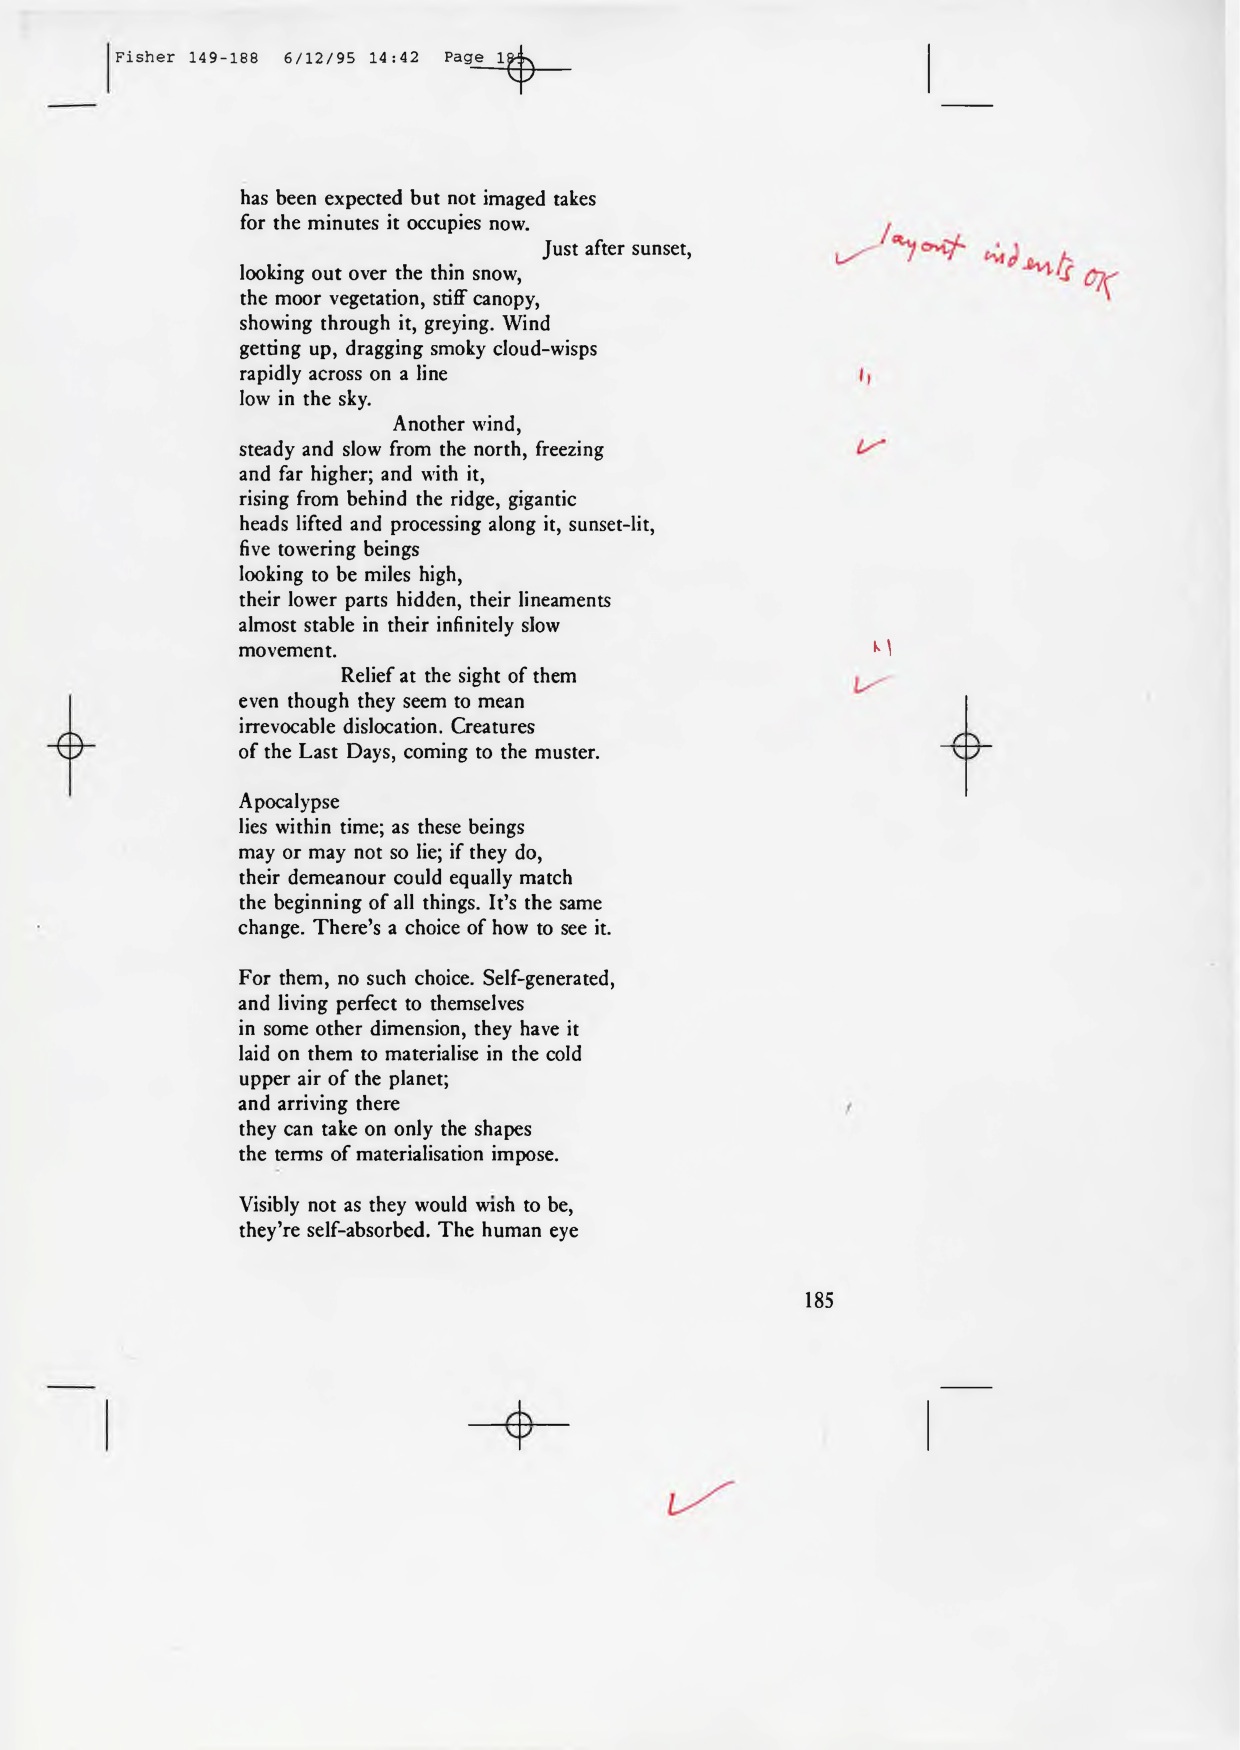 Fisher 149-188 6/12/95 14:42 Page 185
has been expected but not imaged takes
for the minutes it occupies now.
Just after sunset,
layout indents OK
looking out over the thin snow,
the moor vegetation, stiff canopy,
showing through it, greying. Wind
getting up, dragging smoky cloud-wisps
rapidly across on a line
low in the sky.
Another wind,
steady and slow from the north, freezing
and far higher; and with it,
rising from behind the ridge, gigantic
heads lifted and processing along it, sunset-lit,
five towering beings
looking to be miles high,
their lower parts hidden, their lineaments
almost stable in their infinitely slow
movement.
Relief at the sight of them
even though they seem to mean
irrevocable dislocation. Creatures
of the Last Days, coming to the muster.
Apocalypse
lies within time; as these beings
may or may not so lie; if they do,
their demeanour could equally match
the beginning of all things. It's the same
change. There's a choice of how to see it.
For them, no such choice. Self-generated,
and living perfect to themselves
in some other dimension, they have it
laid on them to materialise in the cold
upper air of the planet;
and arriving there
they can take on only the shapes
the terms of materialisation impose.
Visibly not as they would wish to be,
they're self-absorbed. The human eye
185